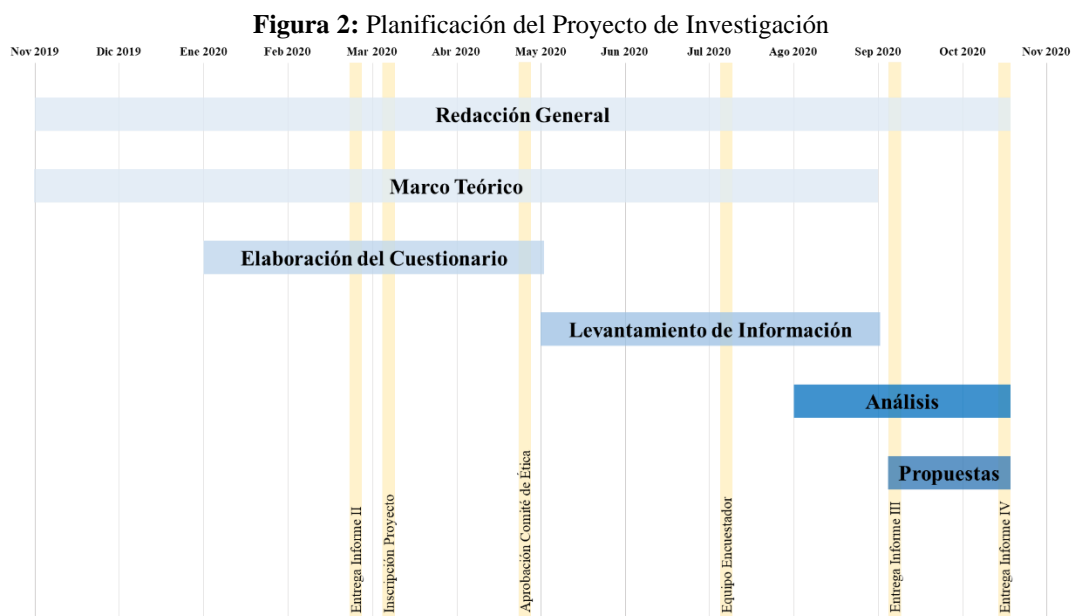 Figura 2: Planificación del Proyecto de Investigación
Nov 2019 Dic 2019 Ene 2020 Feb 2020 Mar 2020 Abr 2020 May 2020 Jun 2020 Jul 2020 Ago 2020 Sep 2020 Oct 2020 Nov 2020
Redacción General
Marco Teórico
Elaboración del Cuestionario
Levantamiento de Información
Análisis
Propuestas
Entrega Informe II
Inscripción Proyecto
Aprobación Comité de Ética
Equipo Encuestador
Entrega Informe III
Entrega Informe IV